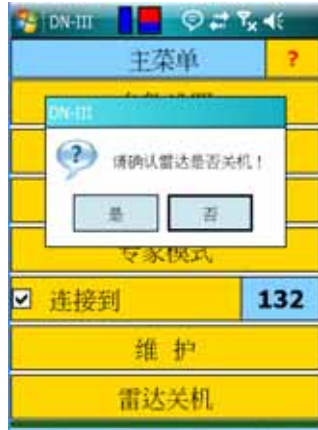 DN-III
主菜单 ?
DN-III
请确认雷达是否关机！
是 否
专家模式
连接到 132
维 护
雷达关机